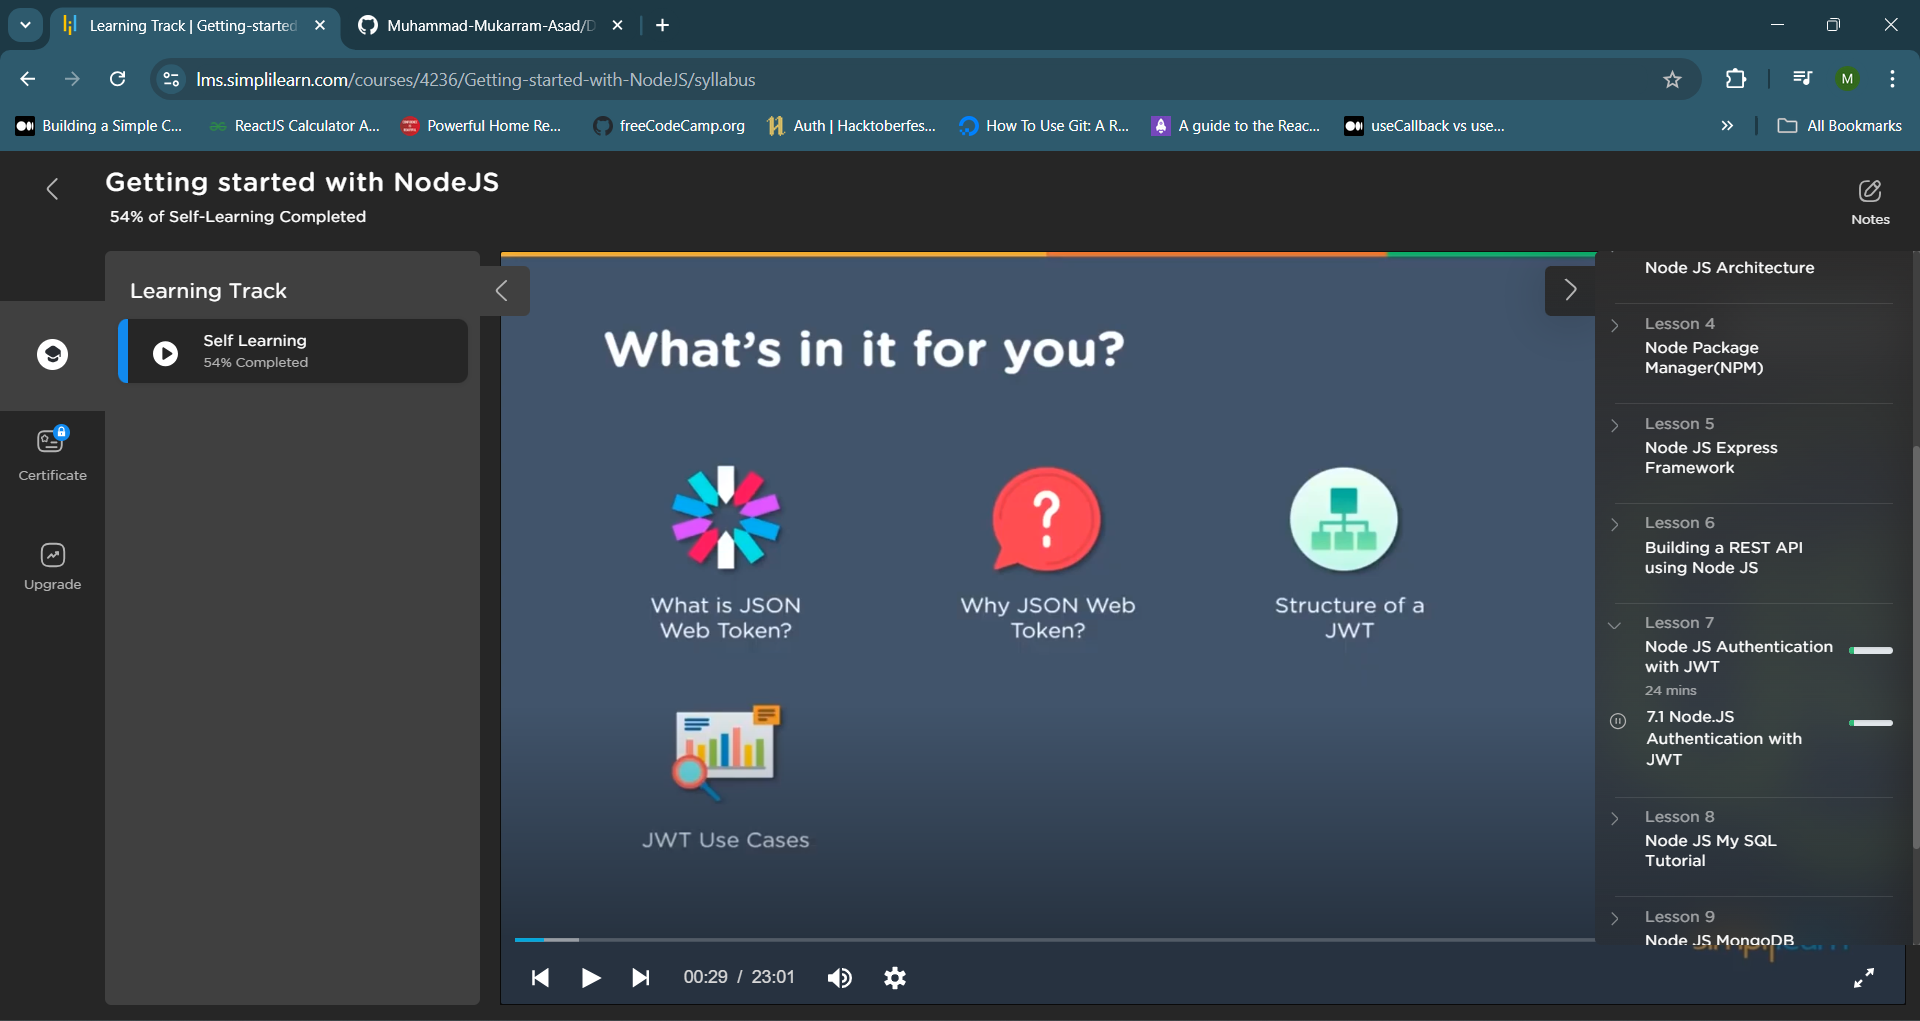 Learning Track | Getting-started
Muhammad-Mukarram-Asad/D
lms.simplilearn.com/courses/4236/Getting-started-with-NodeJS/syllabus
M
Building a Simple C...
ReactJS Calculator A...
Powerful Home Re...
freeCodeCamp.org
Auth | Hacktoberfes...
How To Use Git: A R...
A guide to the Reac...
useCallback vs use...
All Bookmarks
Getting started with NodeJS
54% of Self-Learning Completed
Notes
Learning Track
Self Learning
54% Completed
Certificate
Upgrade
What's in it for you?
What is JSON
Web Token?
Why JSON Web
Token?
Structure of a
JWT
JWT Use Cases
00:29 / 23:01
Node JS Architecture
Lesson 4
Node Package
Manager(NPM)
Lesson 5
Node JS Express
Framework
Lesson 6
Building a REST API
using Node JS
Lesson 7
Node JS Authentication
with JWT
24 mins
7.1 Node.JS
Authentication with
JWT
Lesson 8
Node JS My SQL
Tutorial
Lesson 9
Node JS MongoDB